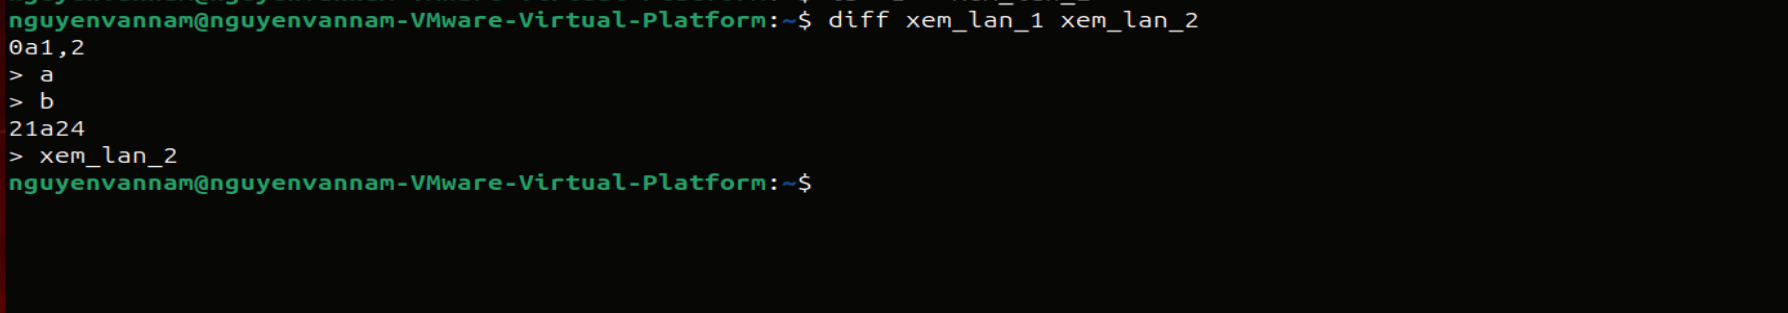 nguyenvannam@nguyenvannam-VMware-Virtual-Platform:~$ diff xem_lan_1 xem_lan_2
0a1,2
> a
> b
21a24
> xem_lan_2
nguyenvannam@nguyenvannam-VMware-Virtual-Platform:~$